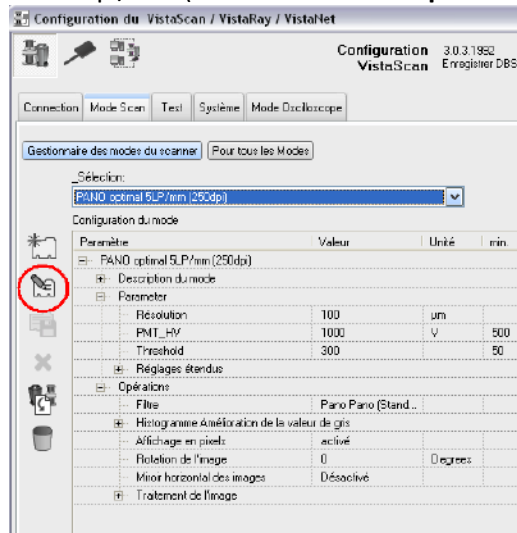 Configuration du VistaScan / VistaRay / VistaNet
Configuration 3.0.3.1992
VistaScan Enregistrer DBS
Connection Mode Scan Test Système Mode Oscilloscope
Gestionnaire des modes du scanner Pour tous les Modes
_Sélection:
PANO optimal 5LP/mm (250dpi)
Configuration du mode
Paramètre Valeur Unité min.
PANO optimal 5LP/mm (250dpi)
Description du mode
Parameter
Résolution 100 µm
PMT_HV 1000 V 500
Threshold 300 50
Réglages étendus
Opérations
Filtre Pano Pano (Stand...
Histogramme Amélioration de la valeur de gris
Affichage en pixels activé
Rotation de l'image 0 Degrees
Miroir horizontal des images Désactivé
Traitement de l'image